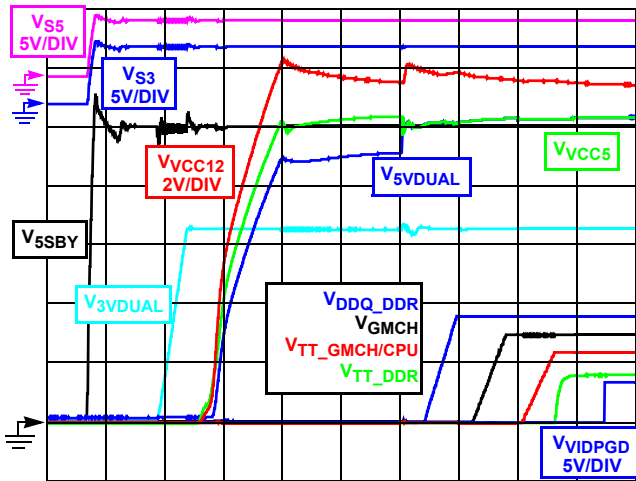 VS5
5V/DIV
VS3
5V/DIV
VVCC12
2V/DIV
VVCC5
V5VDUAL
V5SBY
V3VDUAL
VDDQ_DDR
VGMCH
VTT_GMCH/CPU
VTT_DDR
VVIDPGD
5V/DIV